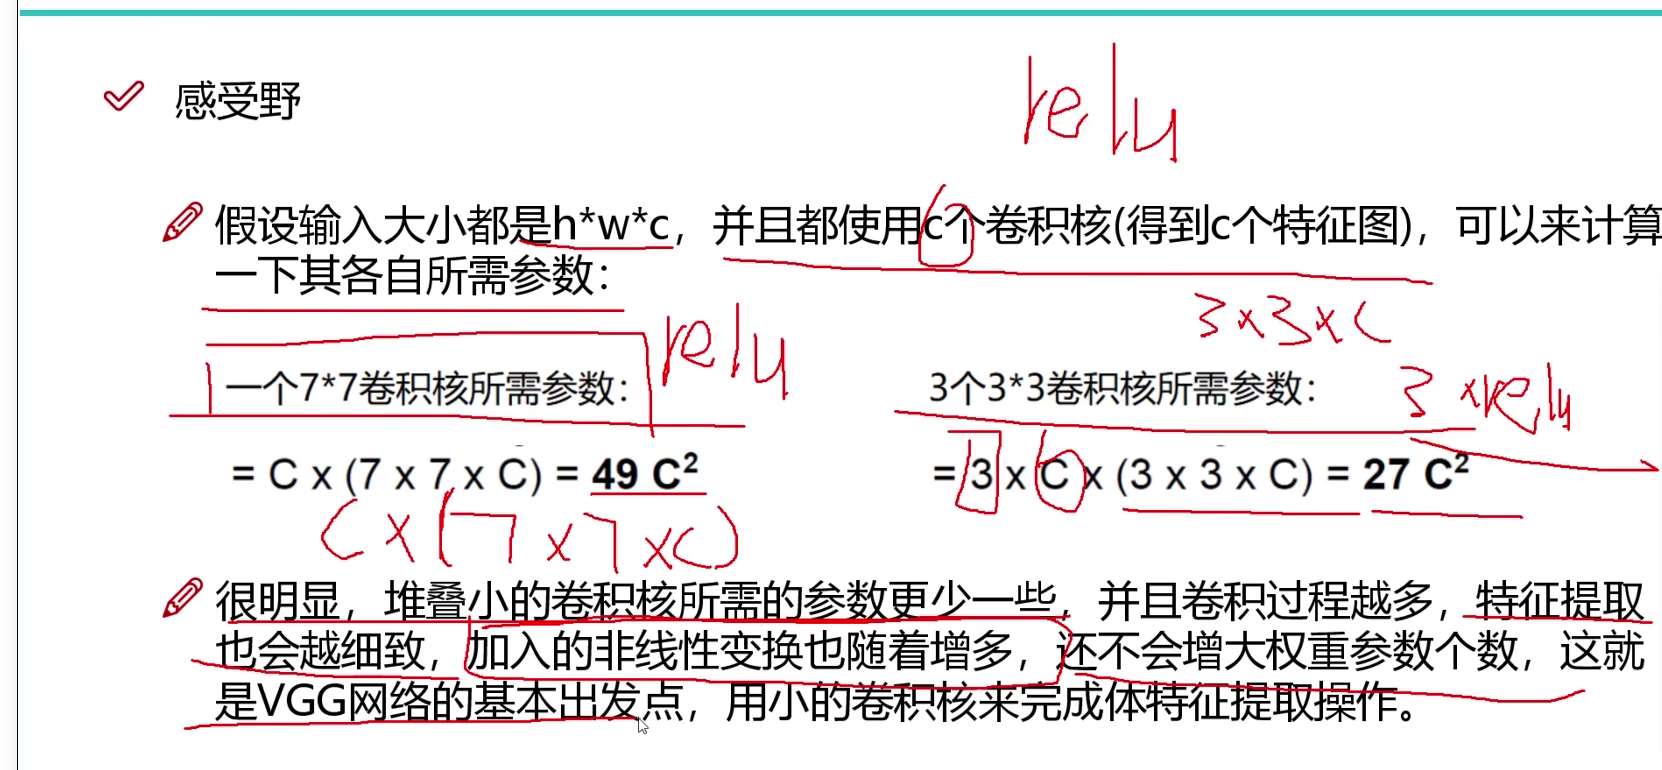 感受野
relu
假设输入大小都是h*w*c，并且都使用c个卷积核(得到c个特征图)，可以来计算
一下其各自所需参数：
3x3xC
relu
一个7*7卷积核所需参数：
3个3*3卷积核所需参数：
3 xrelu
= C x (7 x 7 x C) = 49 C²
= 3 x C x (3 x 3 x C) = 27 C²
C x (7 x 7 x C)
很明显，堆叠小的卷积核所需的参数更少一些，并且卷积过程越多，特征提取
也会越细致，加入的非线性变换也随着增多，还不会增大权重参数个数，这就
是VGG网络的基本出发点，用小的卷积核来完成体特征提取操作。